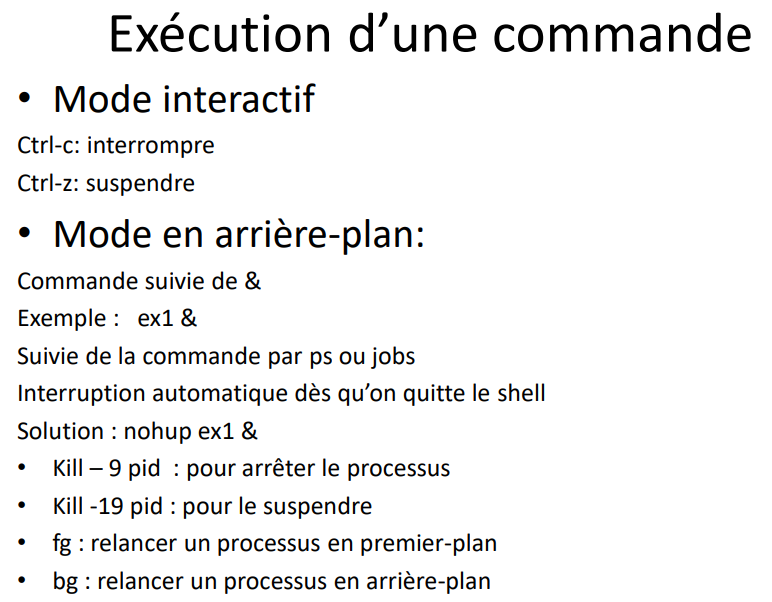 Exécution d’une commande
• Mode interactif
Ctrl-c: interrompre
Ctrl-z: suspendre
• Mode en arrière-plan:
Commande suivie de &
Exemple :   ex1 &
Suivie de la commande par ps ou jobs
Interruption automatique dès qu’on quitte le shell
Solution : nohup ex1 &
• Kill – 9 pid  : pour arrêter le processus
• Kill -19 pid : pour le suspendre
• fg : relancer un processus en premier-plan
• bg : relancer un processus en arrière-plan